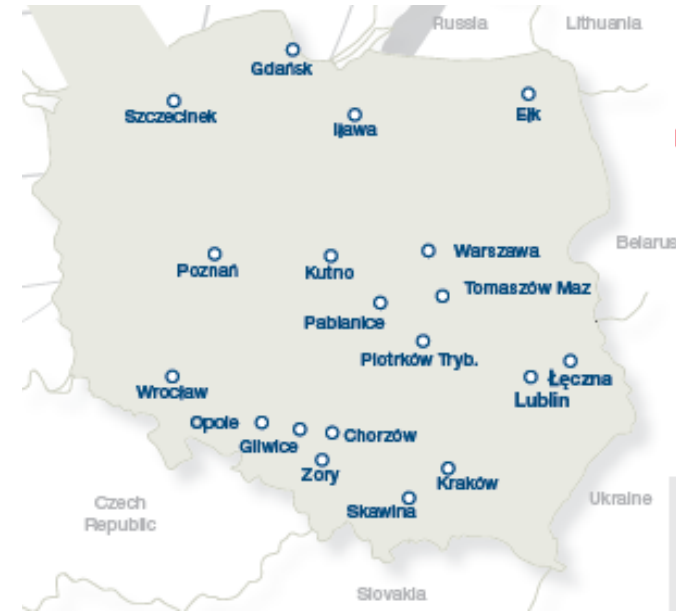 Russia
Lithuania
Gdańsk
Szczecinek
Iława
Ełk
Belarus
Poznań
Kutno
Warszawa
Tomaszów Maz
Pabianice
Piotrków Tryb.
Wrocław
Łęczna
Lublin
Opole
Gliwice
Chorzów
Zory
Kraków
Skawina
Czech
Republic
Ukraine
Slovakia